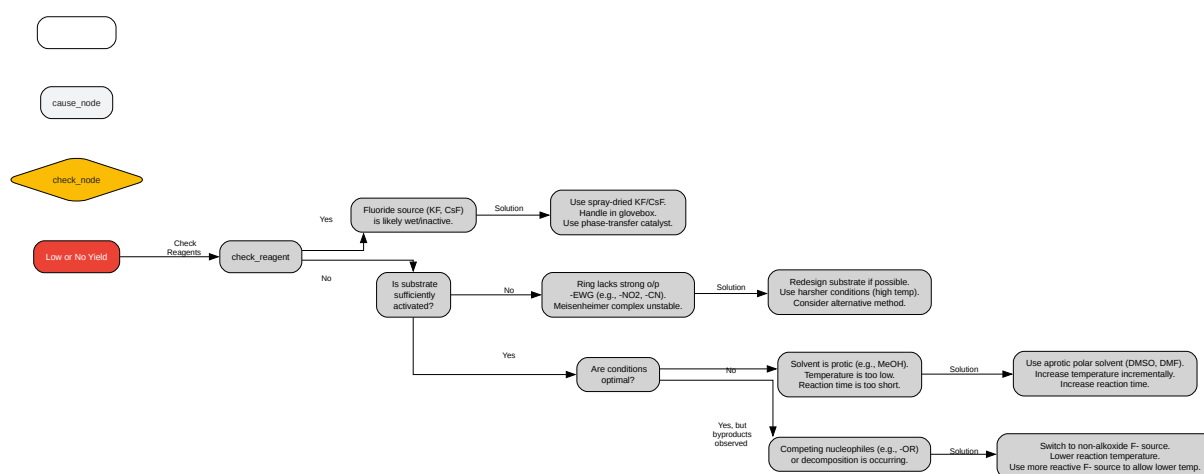 cause_node
check_node
Low or No Yield
Check
Reagents
check_reagent
Yes
Fluoride source (KF, CsF)
is likely wet/inactive.
Solution
Use spray-dried KF/CsF.
Handle in glovebox.
Use phase-transfer catalyst.
No
Is substrate
sufficiently
activated?
No
Ring lacks strong o/p
-EWG (e.g., -NO2, -CN).
Meisenheimer complex unstable.
Solution
Redesign substrate if possible.
Use harsher conditions (high temp).
Consider alternative method.
Yes
Are conditions
optimal?
No
Solvent is protic (e.g., MeOH).
Temperature is too low.
Reaction time is too short.
Solution
Use aprotic polar solvent (DMSO, DMF).
Increase temperature incrementally.
Increase reaction time.
Yes, but
byproducts
observed
Competing nucleophiles (e.g., -OR)
or decomposition is occurring.
Solution
Switch to non-alkoxide F- source.
Lower reaction temperature.
Use more reactive F- source to allow lower temp.